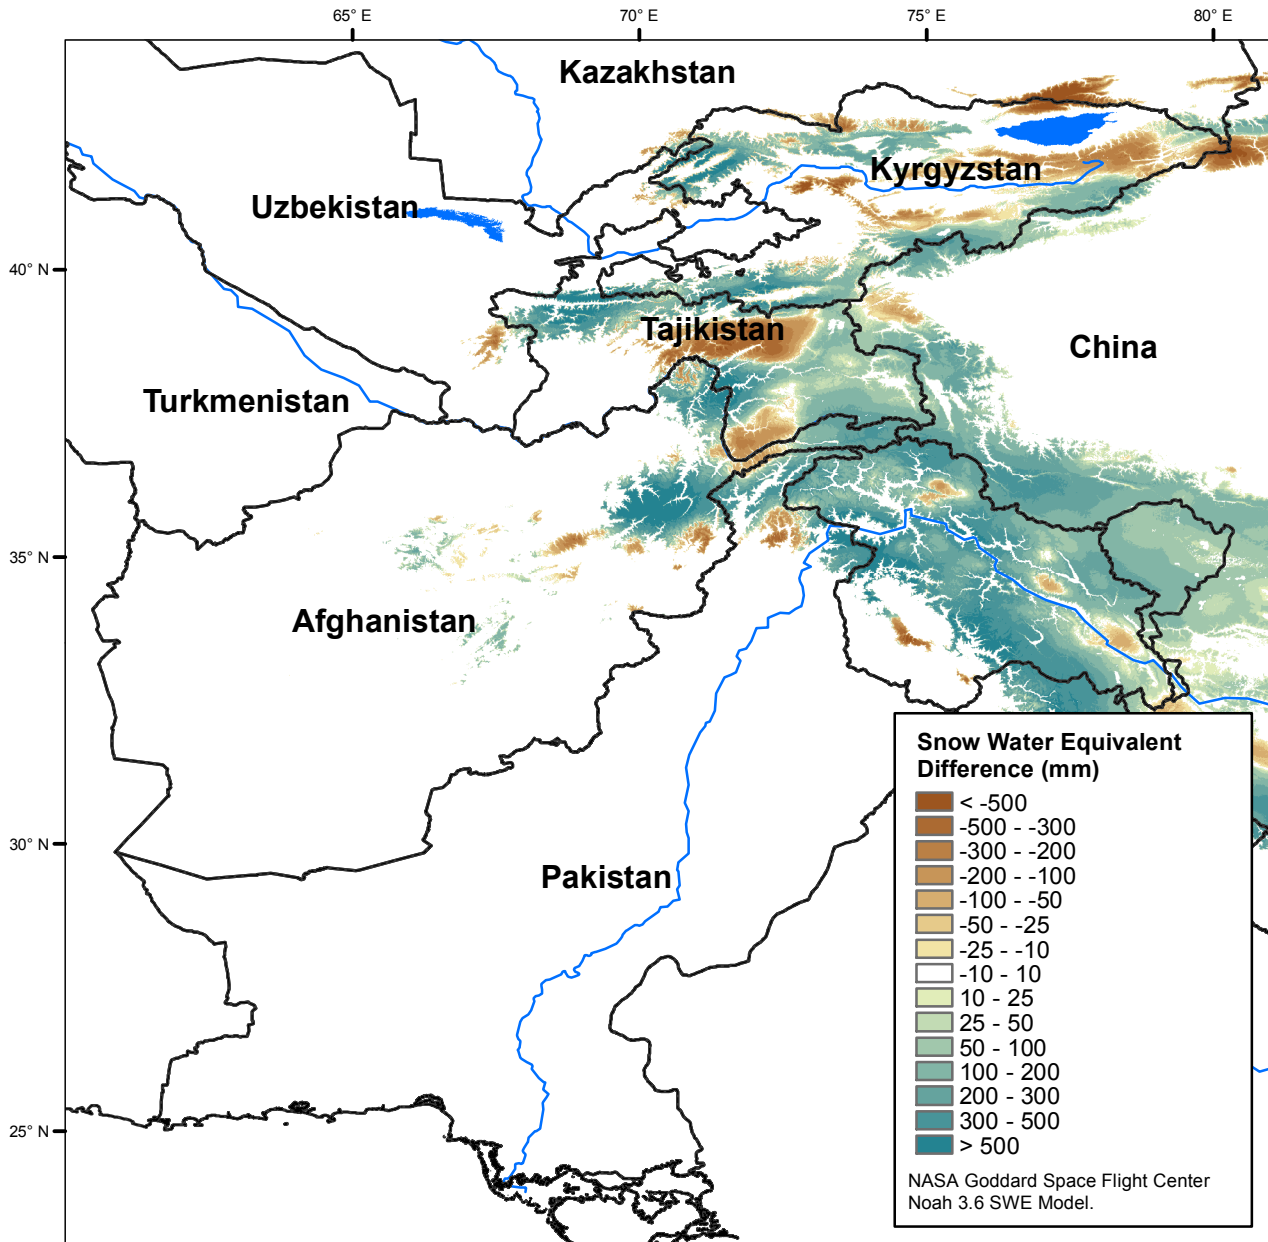 65° E
70° E
75° E
80° E
Kazakhstan
Kyrgyzstan
Uzbekistan
40° N
Tajikistan
China
Turkmenistan
35° N
Afghanistan
Snow Water Equivalent
Difference (mm)
< -500
-500 - -300
-300 - -200
-200 - -100
-100 - -50
-50 - -25
-25 - -10
-10 - 10
10 - 25
25 - 50
50 - 100
100 - 200
200 - 300
300 - 500
> 500
NASA Goddard Space Flight Center
Noah 3.6 SWE Model.
30° N
Pakistan
25° N